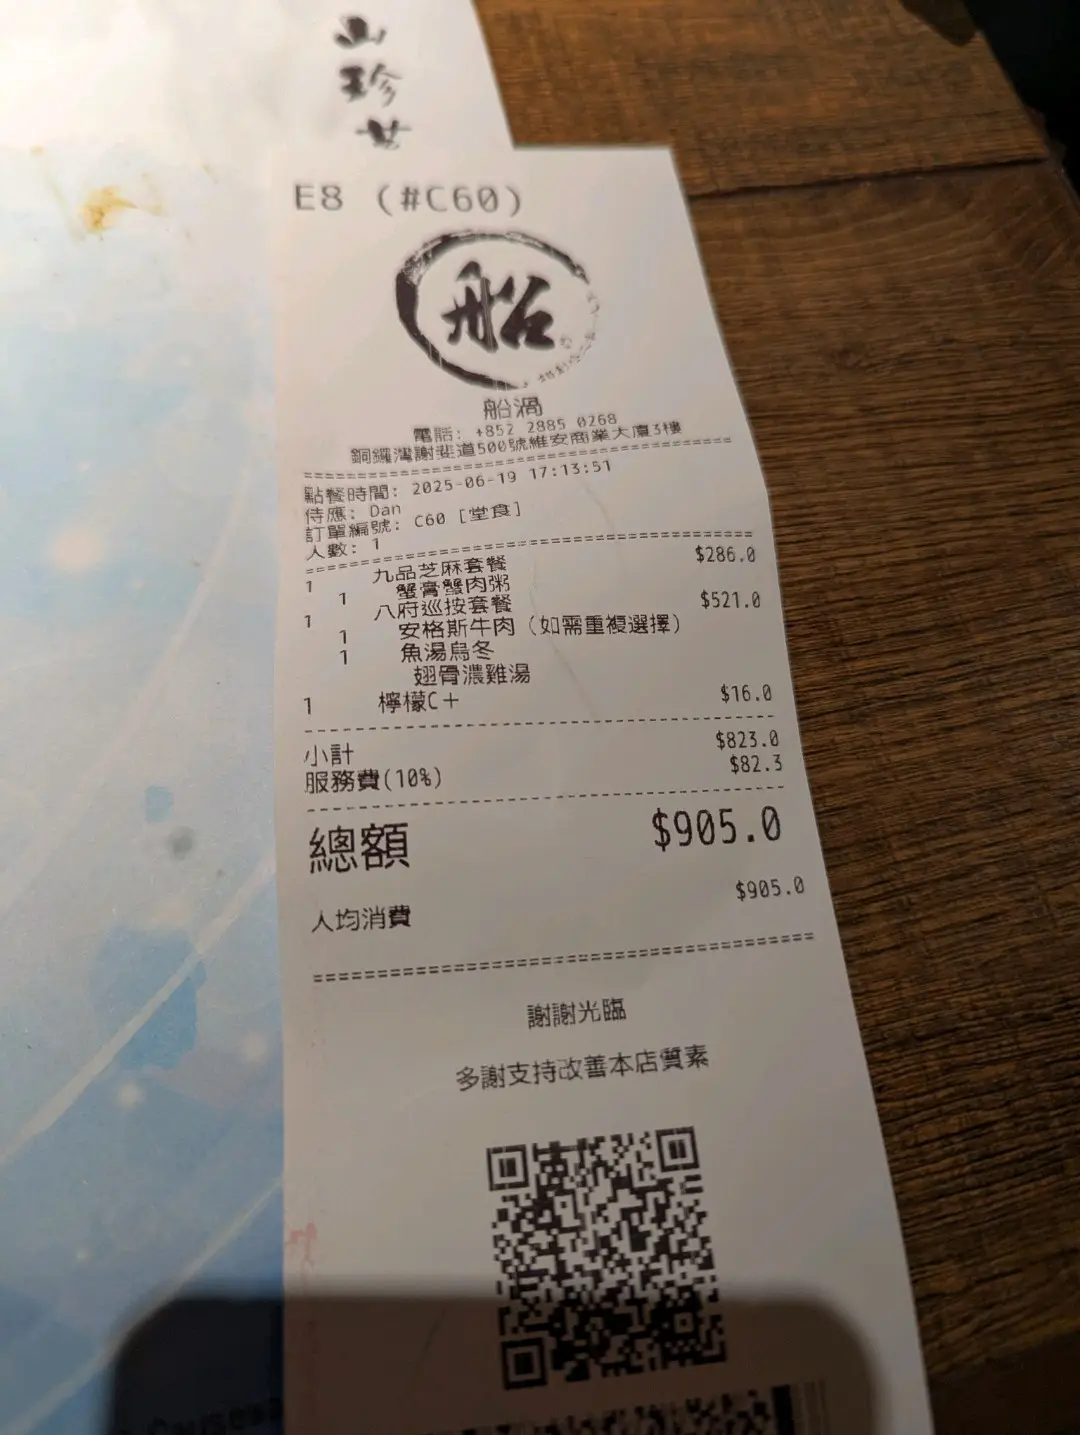 山
珍
E8 (#C60)
船
船渦
電話: +852 2885 0268
銅鑼灣謝斐道500號維安商業大廈3樓
點餐時間: 2025-06-19 17:13:51
侍應: Dan
訂單編號: C60 [堂食]
人數: 1
1 九品芝麻套餐 $286.0
1 蟹膏蟹肉粥
1 八府巡按套餐 $521.0
1 安格斯牛肉 (如需重複選擇)
1 魚湯烏冬
翅骨濃雞湯
1 檸檬C+ $16.0
小計 $823.0
服務費(10%) $82.3
總額 $905.0
人均消費 $905.0
謝謝光臨
多謝支持改善本店質素